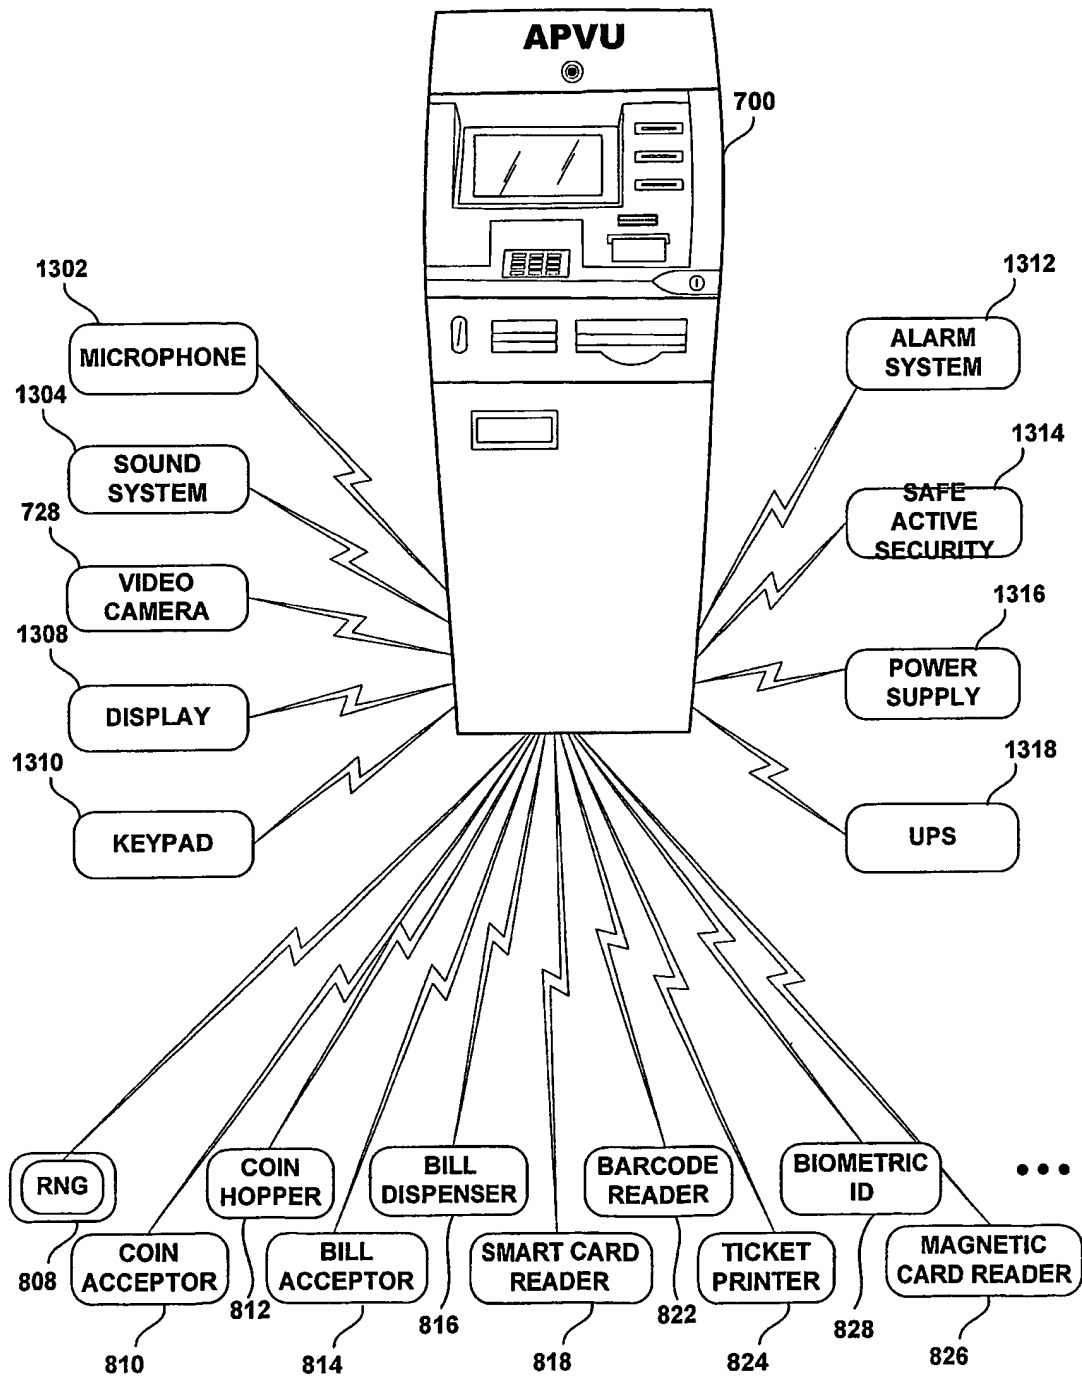 APVU
700
1302
MICROPHONE
1304
SOUND
SYSTEM
728
VIDEO
CAMERA
1308
DISPLAY
1310
KEYPAD
1312
ALARM
SYSTEM
1314
SAFE
ACTIVE
SECURITY
1316
POWER
SUPPLY
1318
UPS
RNG
808
COIN
ACCEPTOR
810
COIN
HOPPER
812
BILL
ACCEPTOR
814
BILL
DISPENSER
816
SMART CARD
READER
818
BARCODE
READER
822
TICKET
PRINTER
824
BIOMETRIC
ID
828
MAGNETIC
CARD READER
826
•••